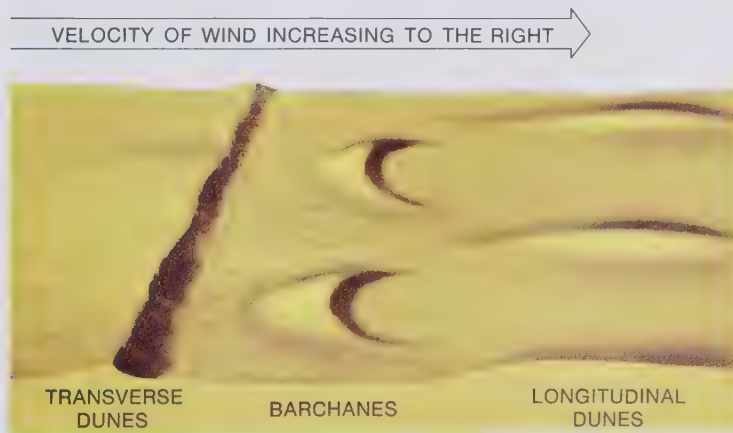 VELOCITY OF WIND INCREASING TO THE RIGHT
TRANSVERSE
DUNES
BARCHANES
LONGITUDINAL
DUNES